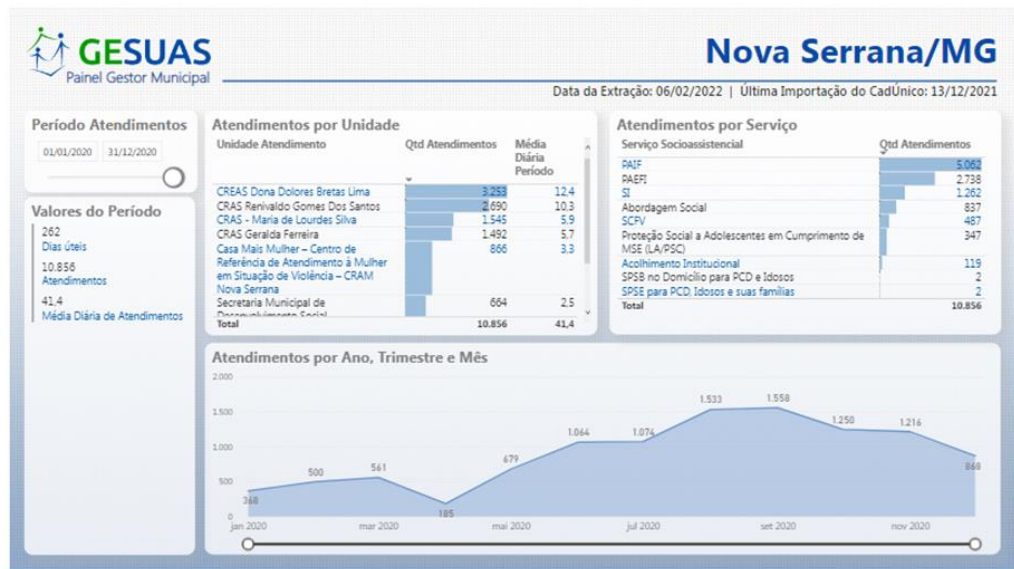 GESUAS
Painel Gestor Municipal
Nova Serrana/MG
Data da Extração: 06/02/2022 | Última Importação do CadÚnico: 13/12/2021
Período Atendimentos
01/01/2020 31/12/2020
Valores do Período
262
Dias úteis
10.856
Atendimentos
41,4
Média Diária de Atendimentos
Atendimentos por Unidade
Unidade Atendimento Qtd Atendimentos Média
Diária
Período
CREAS Dona Dolores Bretas Lima 3.253 12,4
CRAS Renivaldo Gomes Dos Santos 2.690 10,3
CRAS - Maria de Lourdes Silva 1.545 5,9
CRAS Geralda Ferreira 1.492 5,7
Casa Mais Mulher – Centro de 866 3,3
Referência de Atendimento à Mulher
em Situação de Violência – CRAM
Nova Serrana
Secretaria Municipal de 664 2,5
Desenvolvimento Social
Total 10.856 41,4
Atendimentos por Serviço
Serviço Socioassistencial Qtd Atendimentos
PAIF 5.062
PAEFI 2.738
SI 1.262
Abordagem Social 837
SCFV 487
Proteção Social a Adolescentes em Cumprimento de 347
MSE (LA/PSC)
Acolhimento Institucional 119
SPSB no Domicílio para PCD e Idosos 2
SPSE para PCD, Idosos e suas famílias 2
Total 10.856
Atendimentos por Ano, Trimestre e Mês
2.000
1.500
1.000
500
0
368
500
561
185
679
1.064
1.074
1.533
1.558
1.250
1.216
868
jan 2020 mar 2020 mai 2020 jul 2020 set 2020 nov 2020